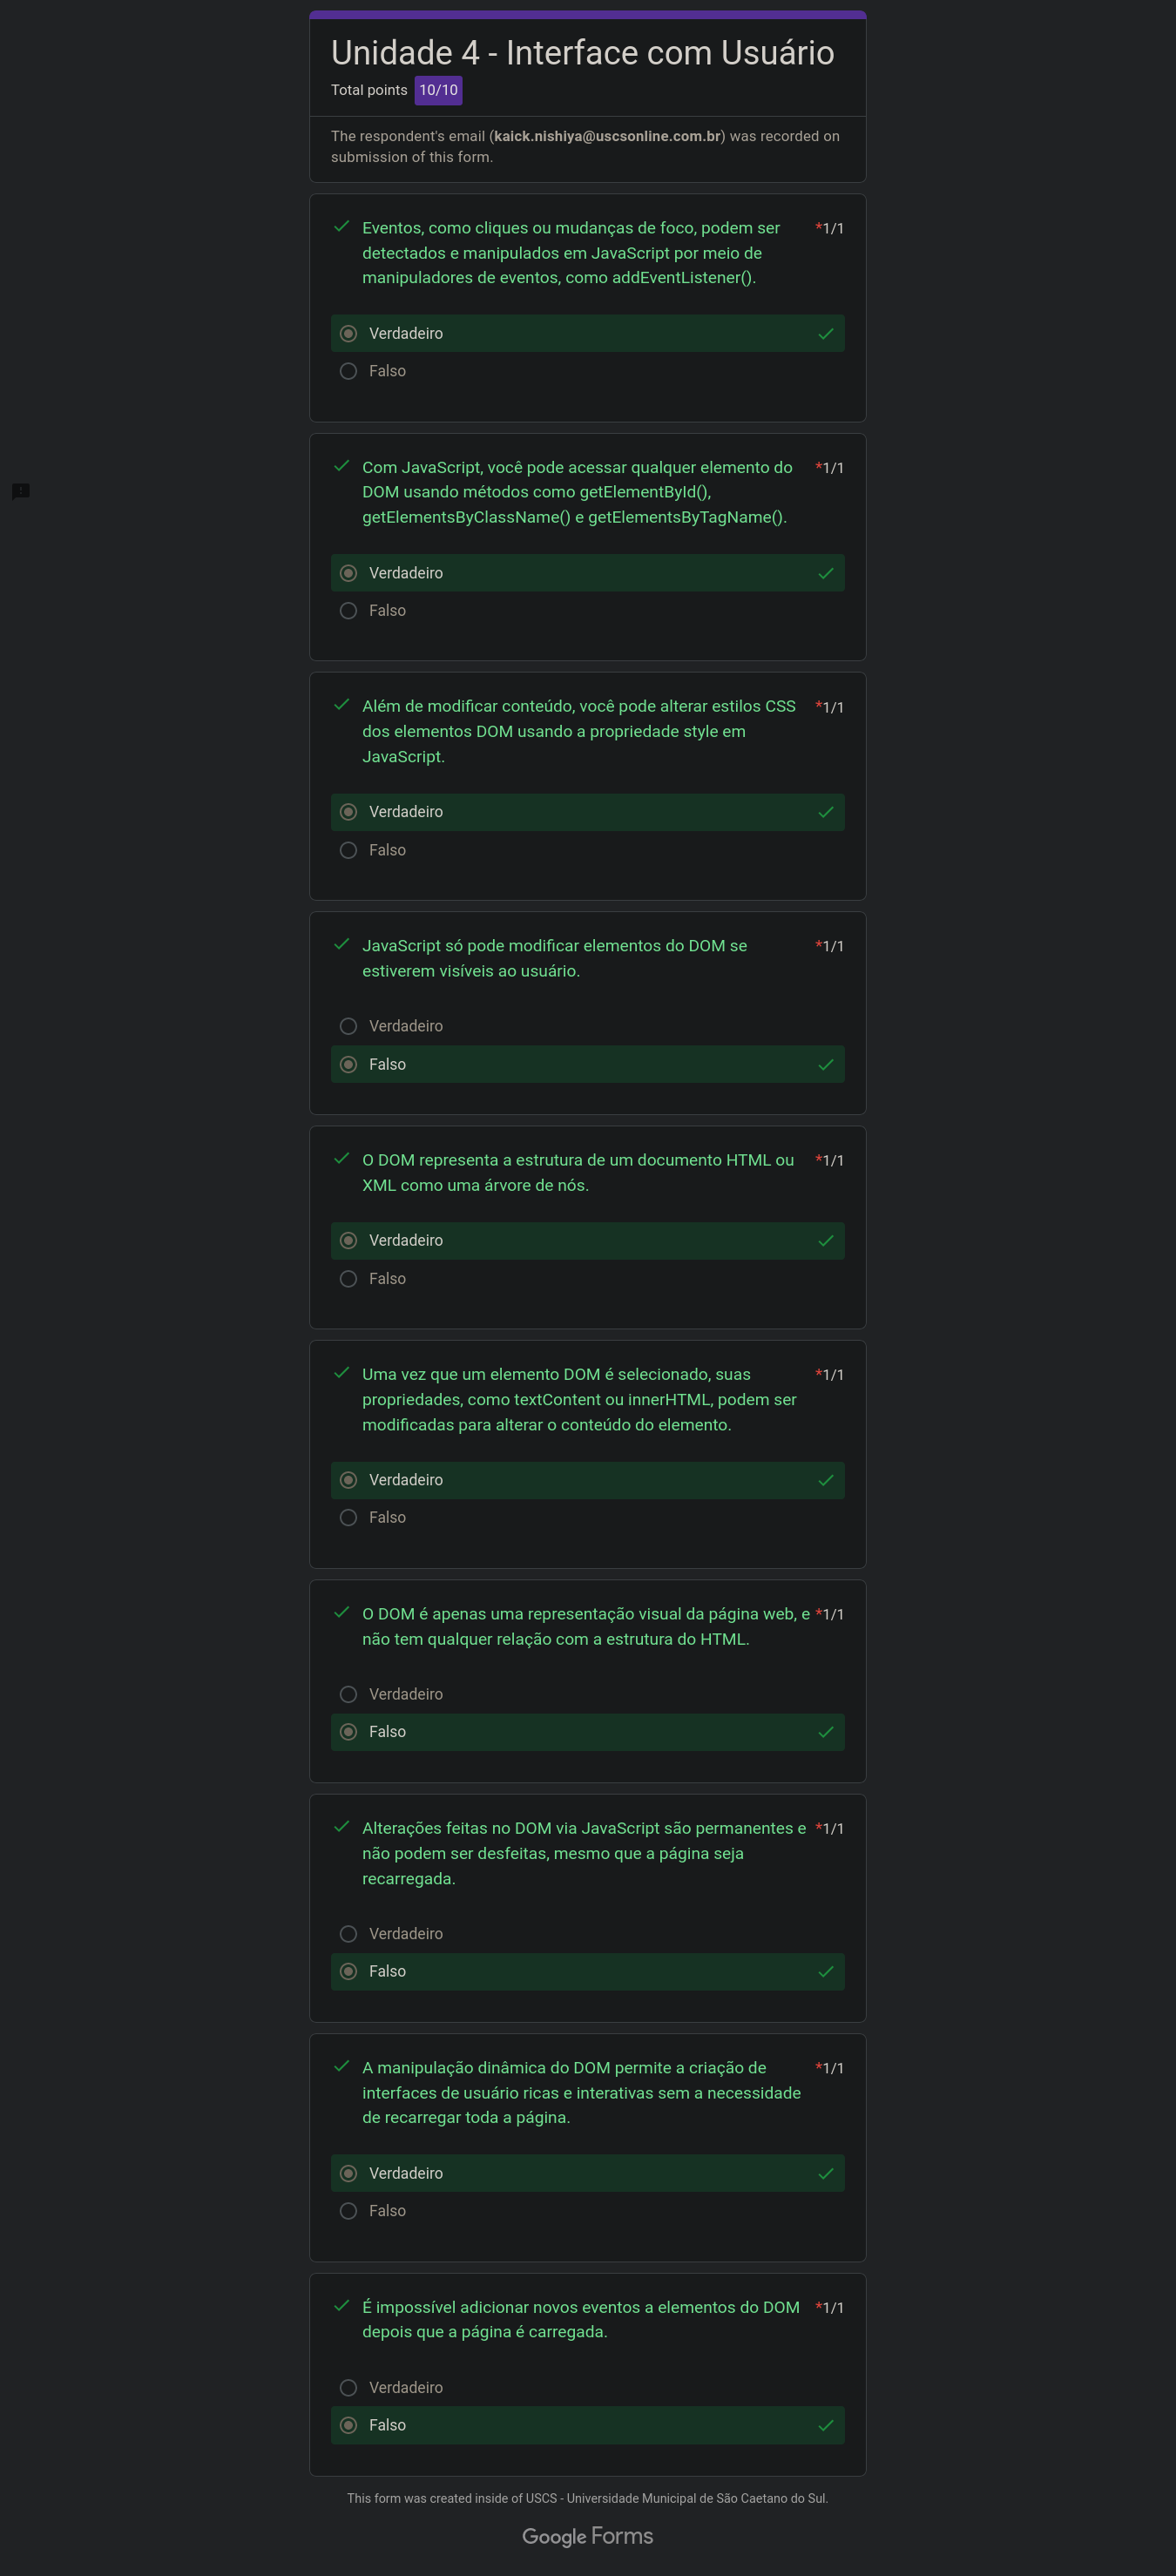 Unidade 4 - Interface com Usuário
Total points 10/10
The respondent's email (kaick.nishiya@uscsonline.com.br) was recorded on
submission of this form.
Eventos, como cliques ou mudanças de foco, podem ser *1/1
detectados e manipulados em JavaScript por meio de
manipuladores de eventos, como addEventListener().
Verdadeiro
Falso
Com JavaScript, você pode acessar qualquer elemento do *1/1
DOM usando métodos como getElementById(),
getElementsByClassName() e getElementsByTagName().
Verdadeiro
Falso
Além de modificar conteúdo, você pode alterar estilos CSS *1/1
dos elementos DOM usando a propriedade style em
JavaScript.
Verdadeiro
Falso
JavaScript só pode modificar elementos do DOM se *1/1
estiverem visíveis ao usuário.
Verdadeiro
Falso
O DOM representa a estrutura de um documento HTML ou *1/1
XML como uma árvore de nós.
Verdadeiro
Falso
Uma vez que um elemento DOM é selecionado, suas *1/1
propriedades, como textContent ou innerHTML, podem ser
modificadas para alterar o conteúdo do elemento.
Verdadeiro
Falso
O DOM é apenas uma representação visual da página web, e *1/1
não tem qualquer relação com a estrutura do HTML.
Verdadeiro
Falso
Alterações feitas no DOM via JavaScript são permanentes e *1/1
não podem ser desfeitas, mesmo que a página seja
recarregada.
Verdadeiro
Falso
A manipulação dinâmica do DOM permite a criação de *1/1
interfaces de usuário ricas e interativas sem a necessidade
de recarregar toda a página.
Verdadeiro
Falso
É impossível adicionar novos eventos a elementos do DOM *1/1
depois que a página é carregada.
Verdadeiro
Falso
This form was created inside of USCS - Universidade Municipal de São Caetano do Sul.
Google Forms